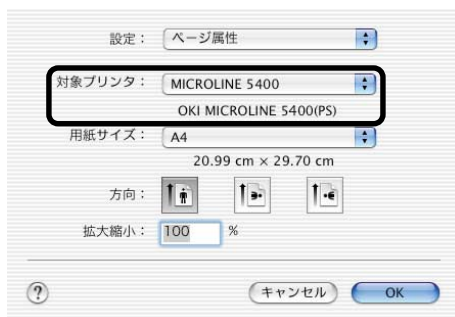 設定： ページ属性
対象プリンタ： MICROLINE 5400
OKI MICROLINE 5400(PS)
用紙サイズ： A4
20.99 cm × 29.70 cm
方向：
拡大縮小： 100 %
? キャンセル OK